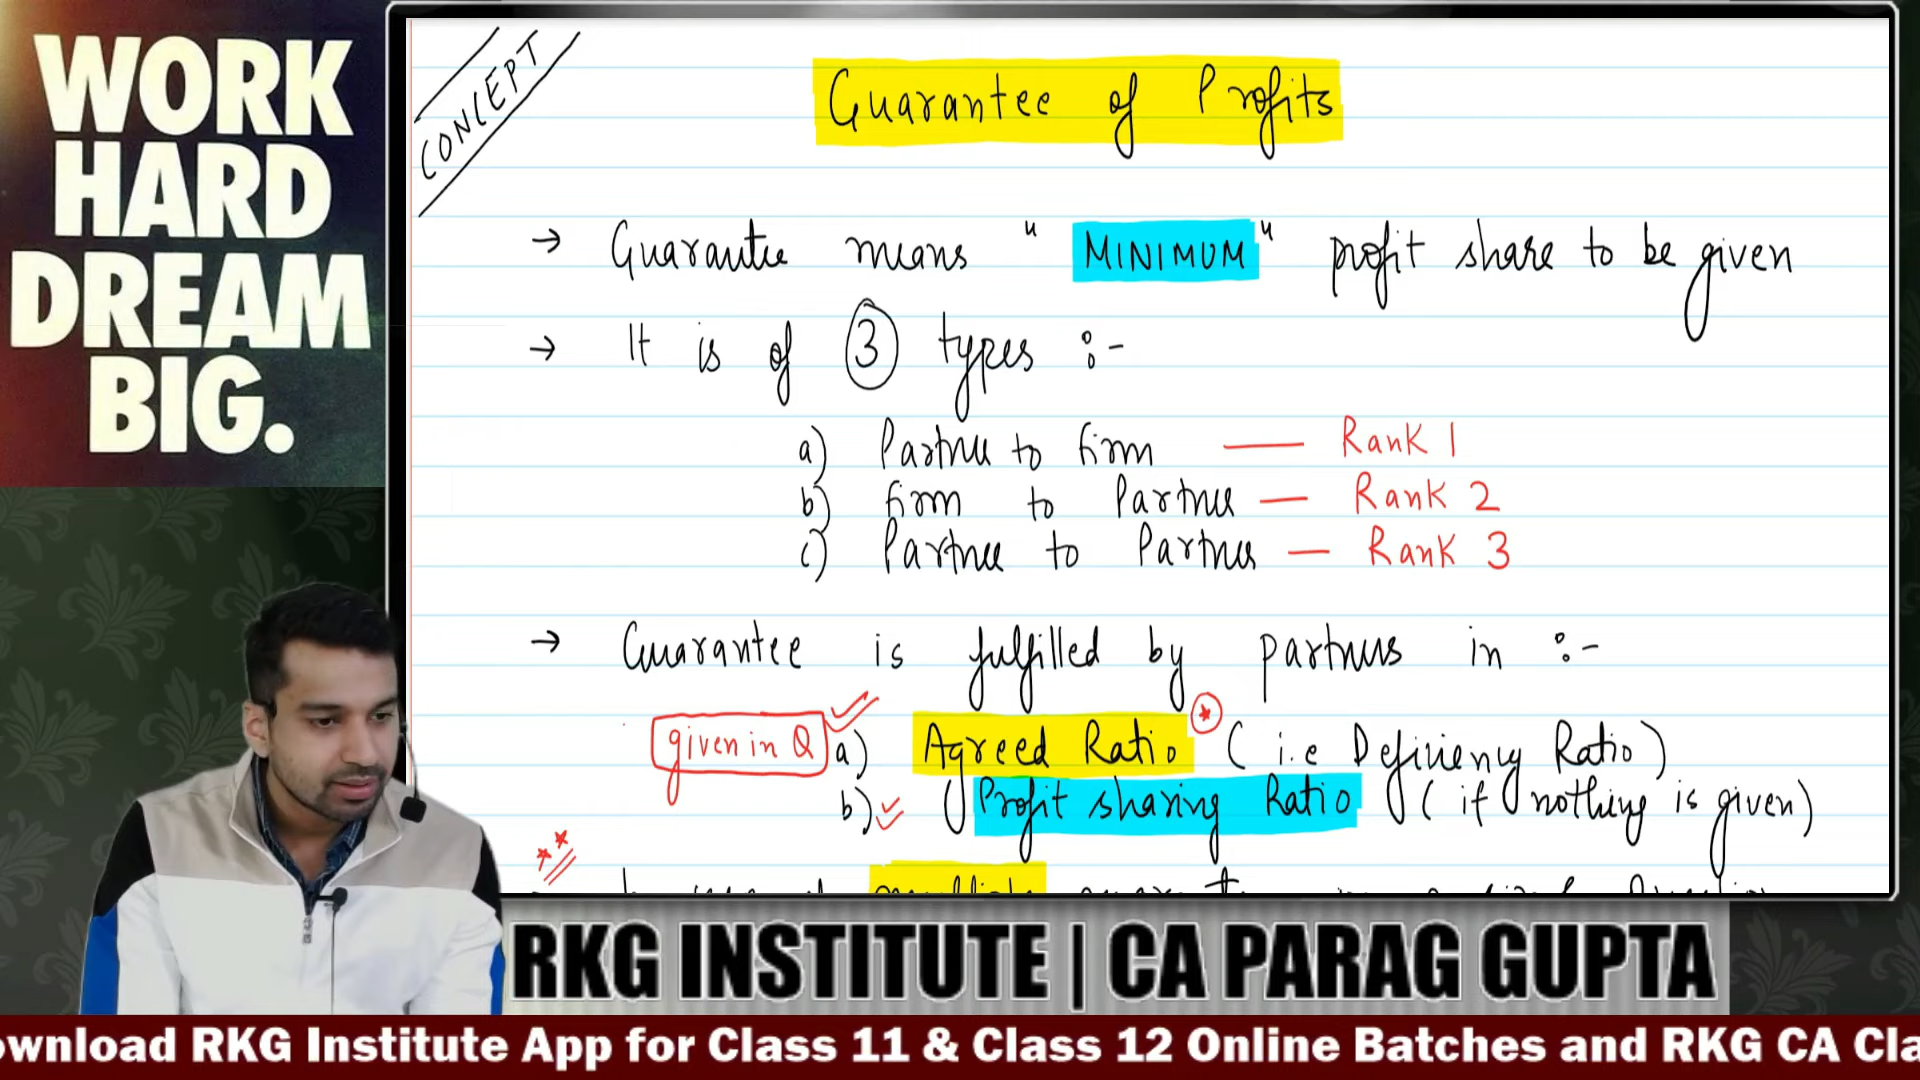 WORK
HARD
DREAM
BIG.
CONCEPT
Guarantee of Profits
→ Guarantee means "MINIMUM" profit share to be given
→ It is of 3 types :-
a) Partner to firm — Rank 1
b) firm to Partner — Rank 2
c) Partner to Partner — Rank 3
→ Guarantee is fulfilled by partners in :-
given in Q a) Agreed Ratio (i.e Deficiency Ratio)
b) Profit sharing Ratio (if nothing is given)
RKG INSTITUTE | CA PARAG GUPTA
ownload RKG Institute App for Class 11 & Class 12 Online Batches and RKG CA Cla